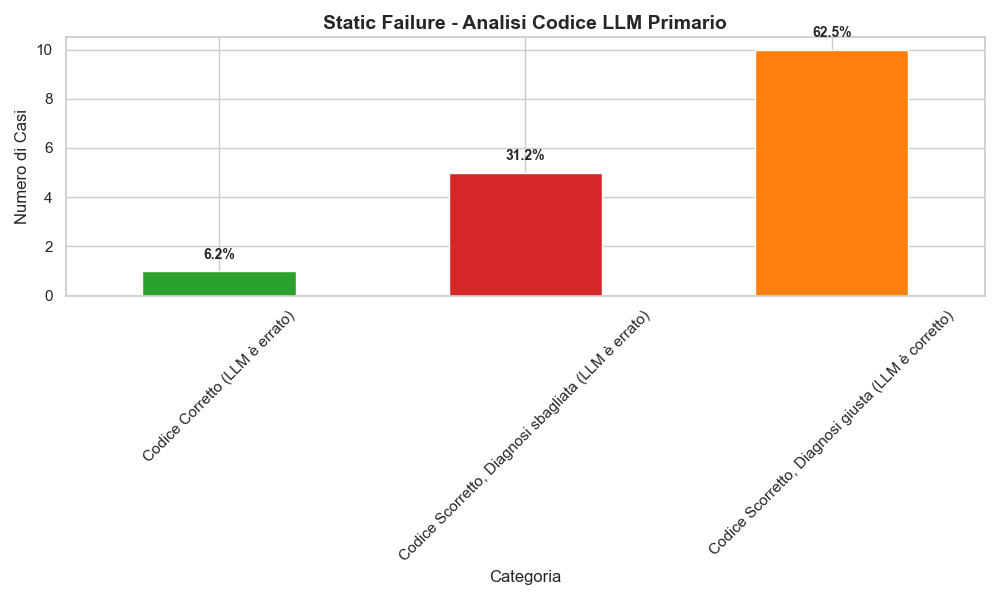 Static Failure - Analisi Codice LLM Primario
62.5%
31.2%
6.2%
Numero di Casi
10
8
6
4
2
0
Codice Corretto (LLM è errato)
Codice Scorretto, Diagnosi sbagliata (LLM è errato)
Codice Scorretto, Diagnosi giusta (LLM è corretto)
Categoria